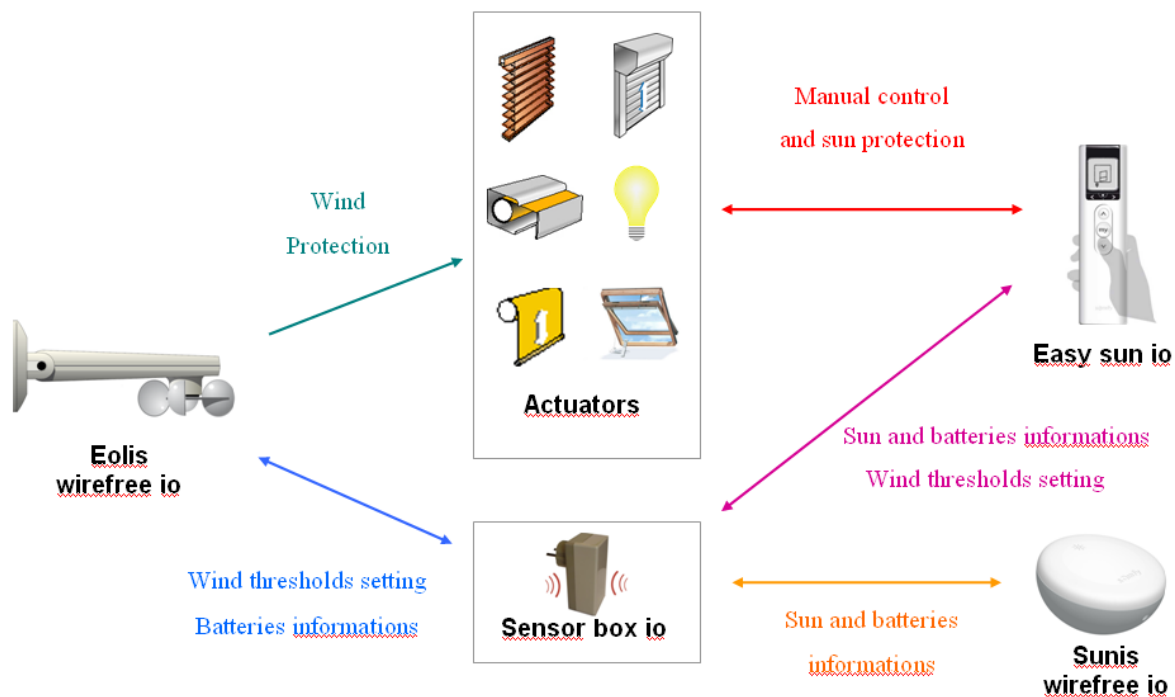 Manual control
and sun protection
Wind
Protection
Easy sun io
Actuators
Eolis
wirefree io
Sun and batteries informations
Wind thresholds setting
Wind thresholds setting
Batteries informations
Sensor box io
Sun and batteries
informations
Sunis
wirefree io
my